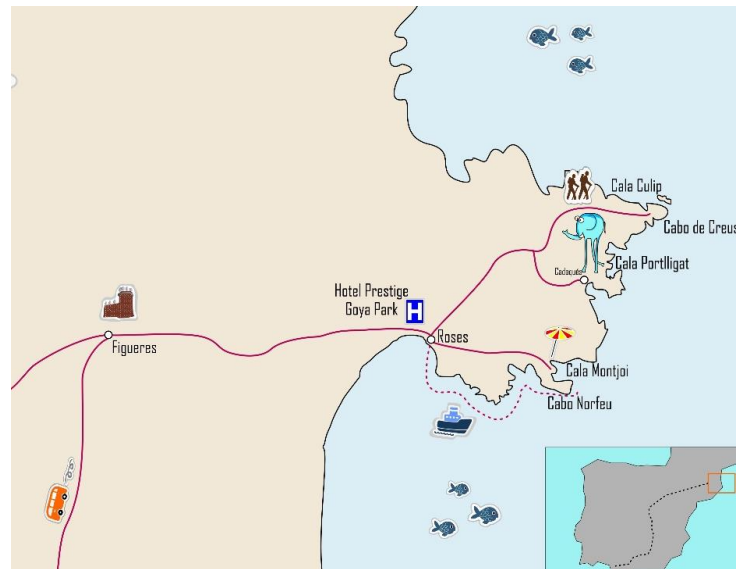 Cala Culip
Cabo de Creus
Cala Portlligat
Cadaqués
Hotel Prestige
Goya Park
H
Roses
Figueres
Cala Montjoi
Cabo Norfeu